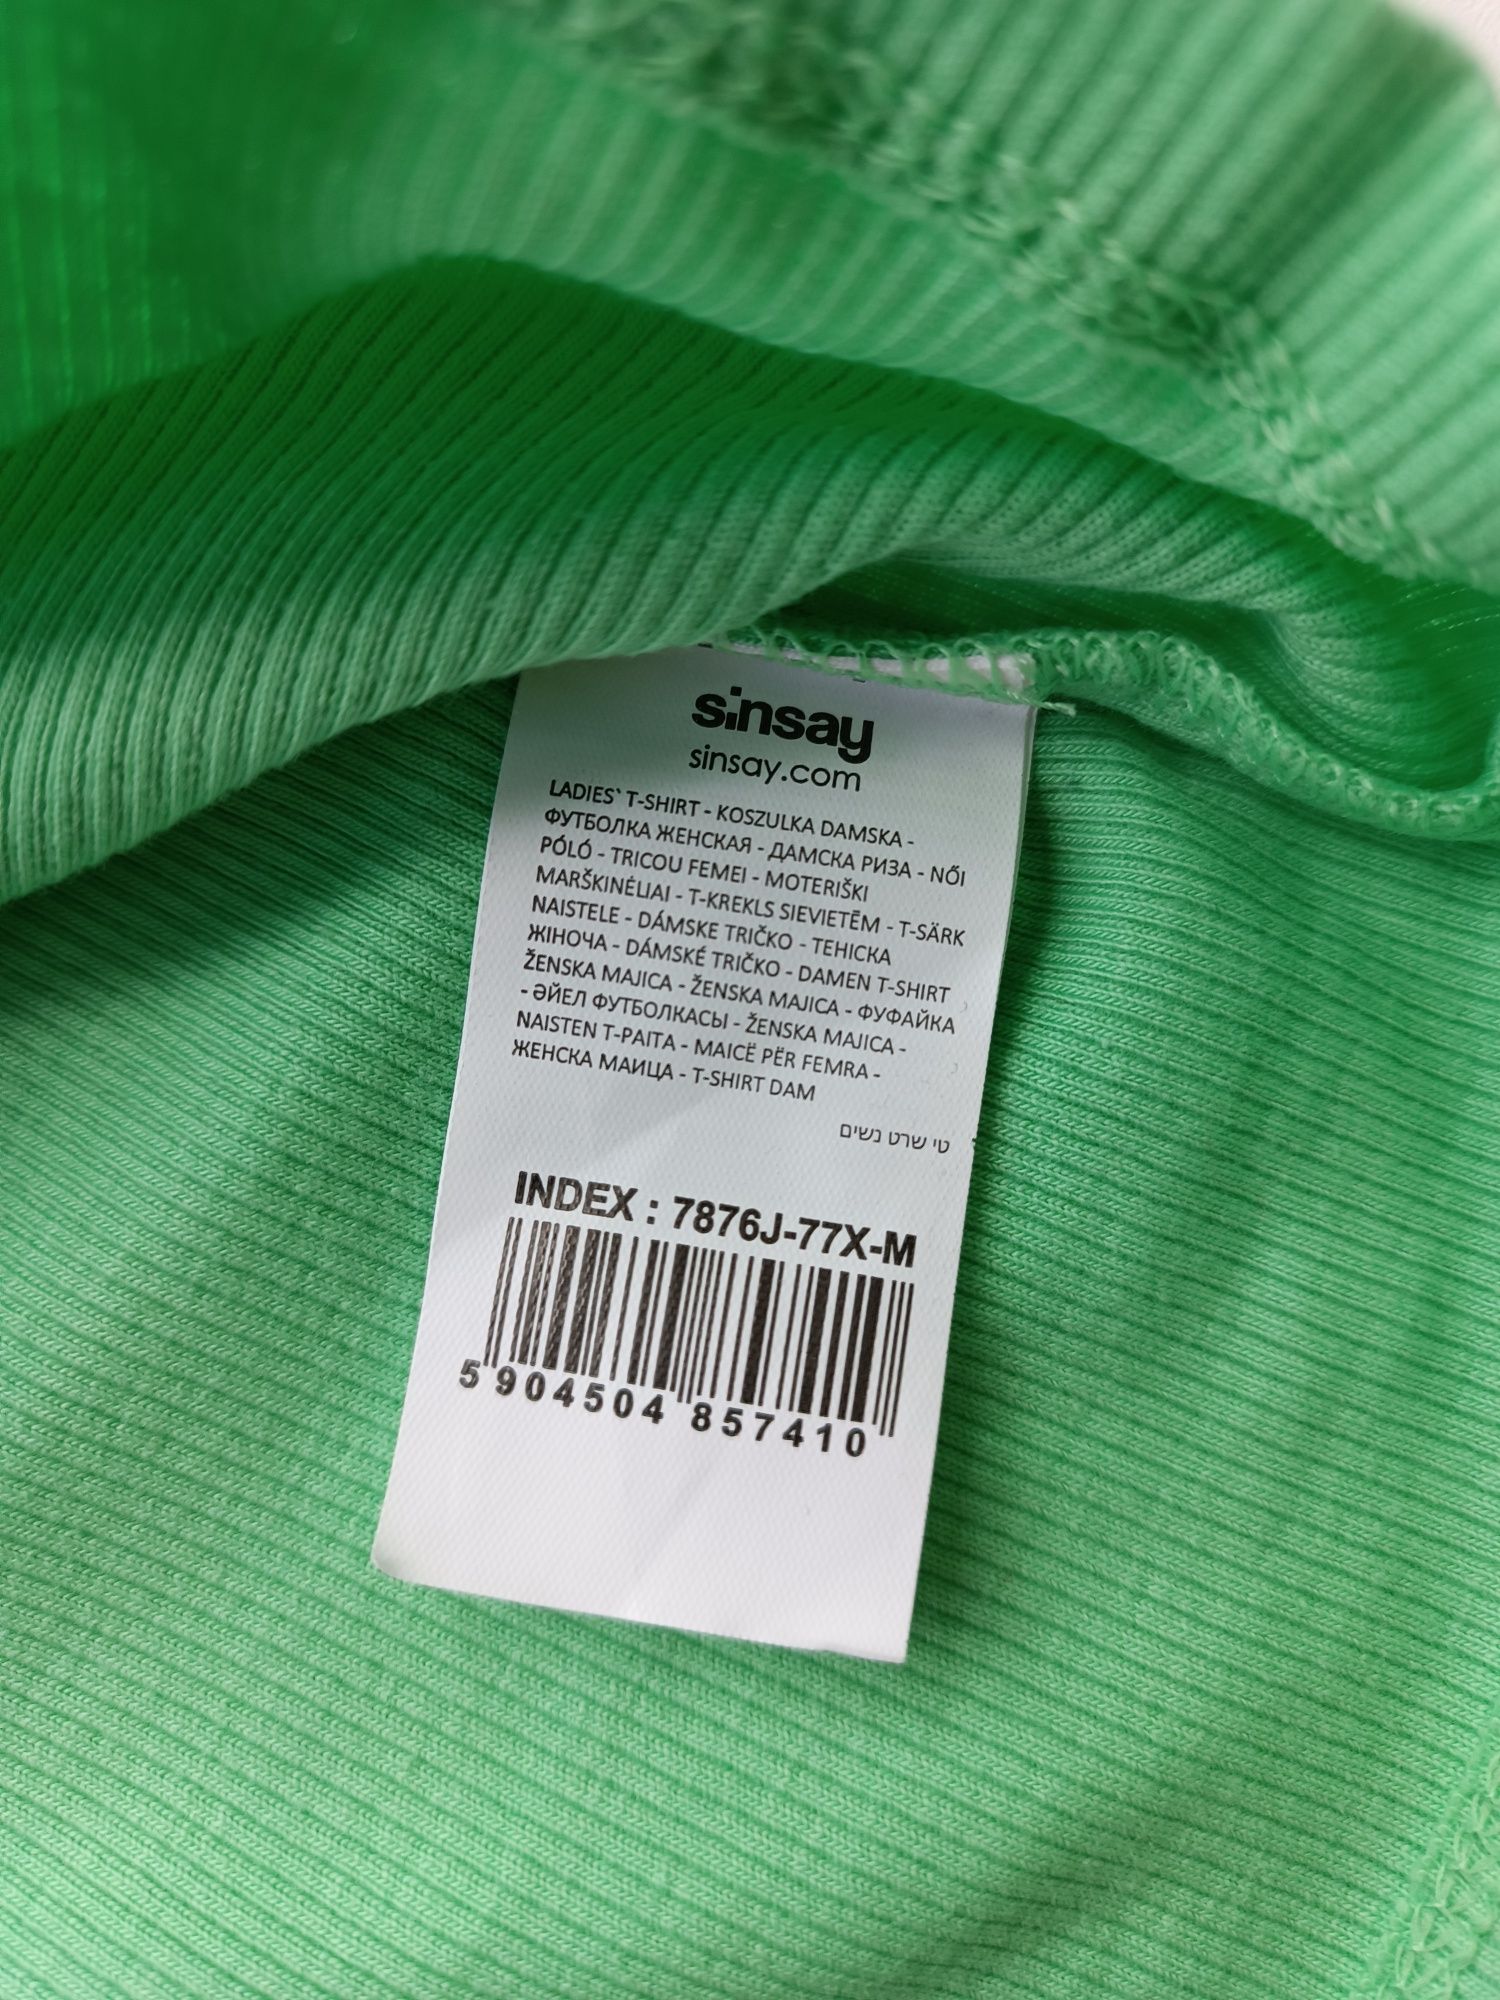 sinsay
sinsay.com
LADIES` T-SHIRT - KOSZULKA DAMSKA -
ФУТБОЛКА ЖЕНСКАЯ - ДАМСКА РИЗА - NŐI
PÓLÓ - TRICOU FEMEI - MOTERIŠKI
MARŠKINĖLIAI - T-KREKLS SIEVIETĒM - T-SÄRK
NAISTELE - DÁMSKE TRIČKO - ТЕНІСКА
ЖІНОЧА - DÁMSKÉ TRIČKO - DAMEN T-SHIRT
ŽENSKA MAJICA - ŽENSKA MAJICA - ФУФАЙКА
- ӘЙЕЛ ФУТБОЛКАСЫ - ŽENSKA MAJICA -
NAISTEN T-PAITA - MAICË PËR FEMRA -
ЖЕНСКА МАИЦА - T-SHIRT DAM
טי שרט נשים
INDEX : 7876J-77X-M
5 904504 857410